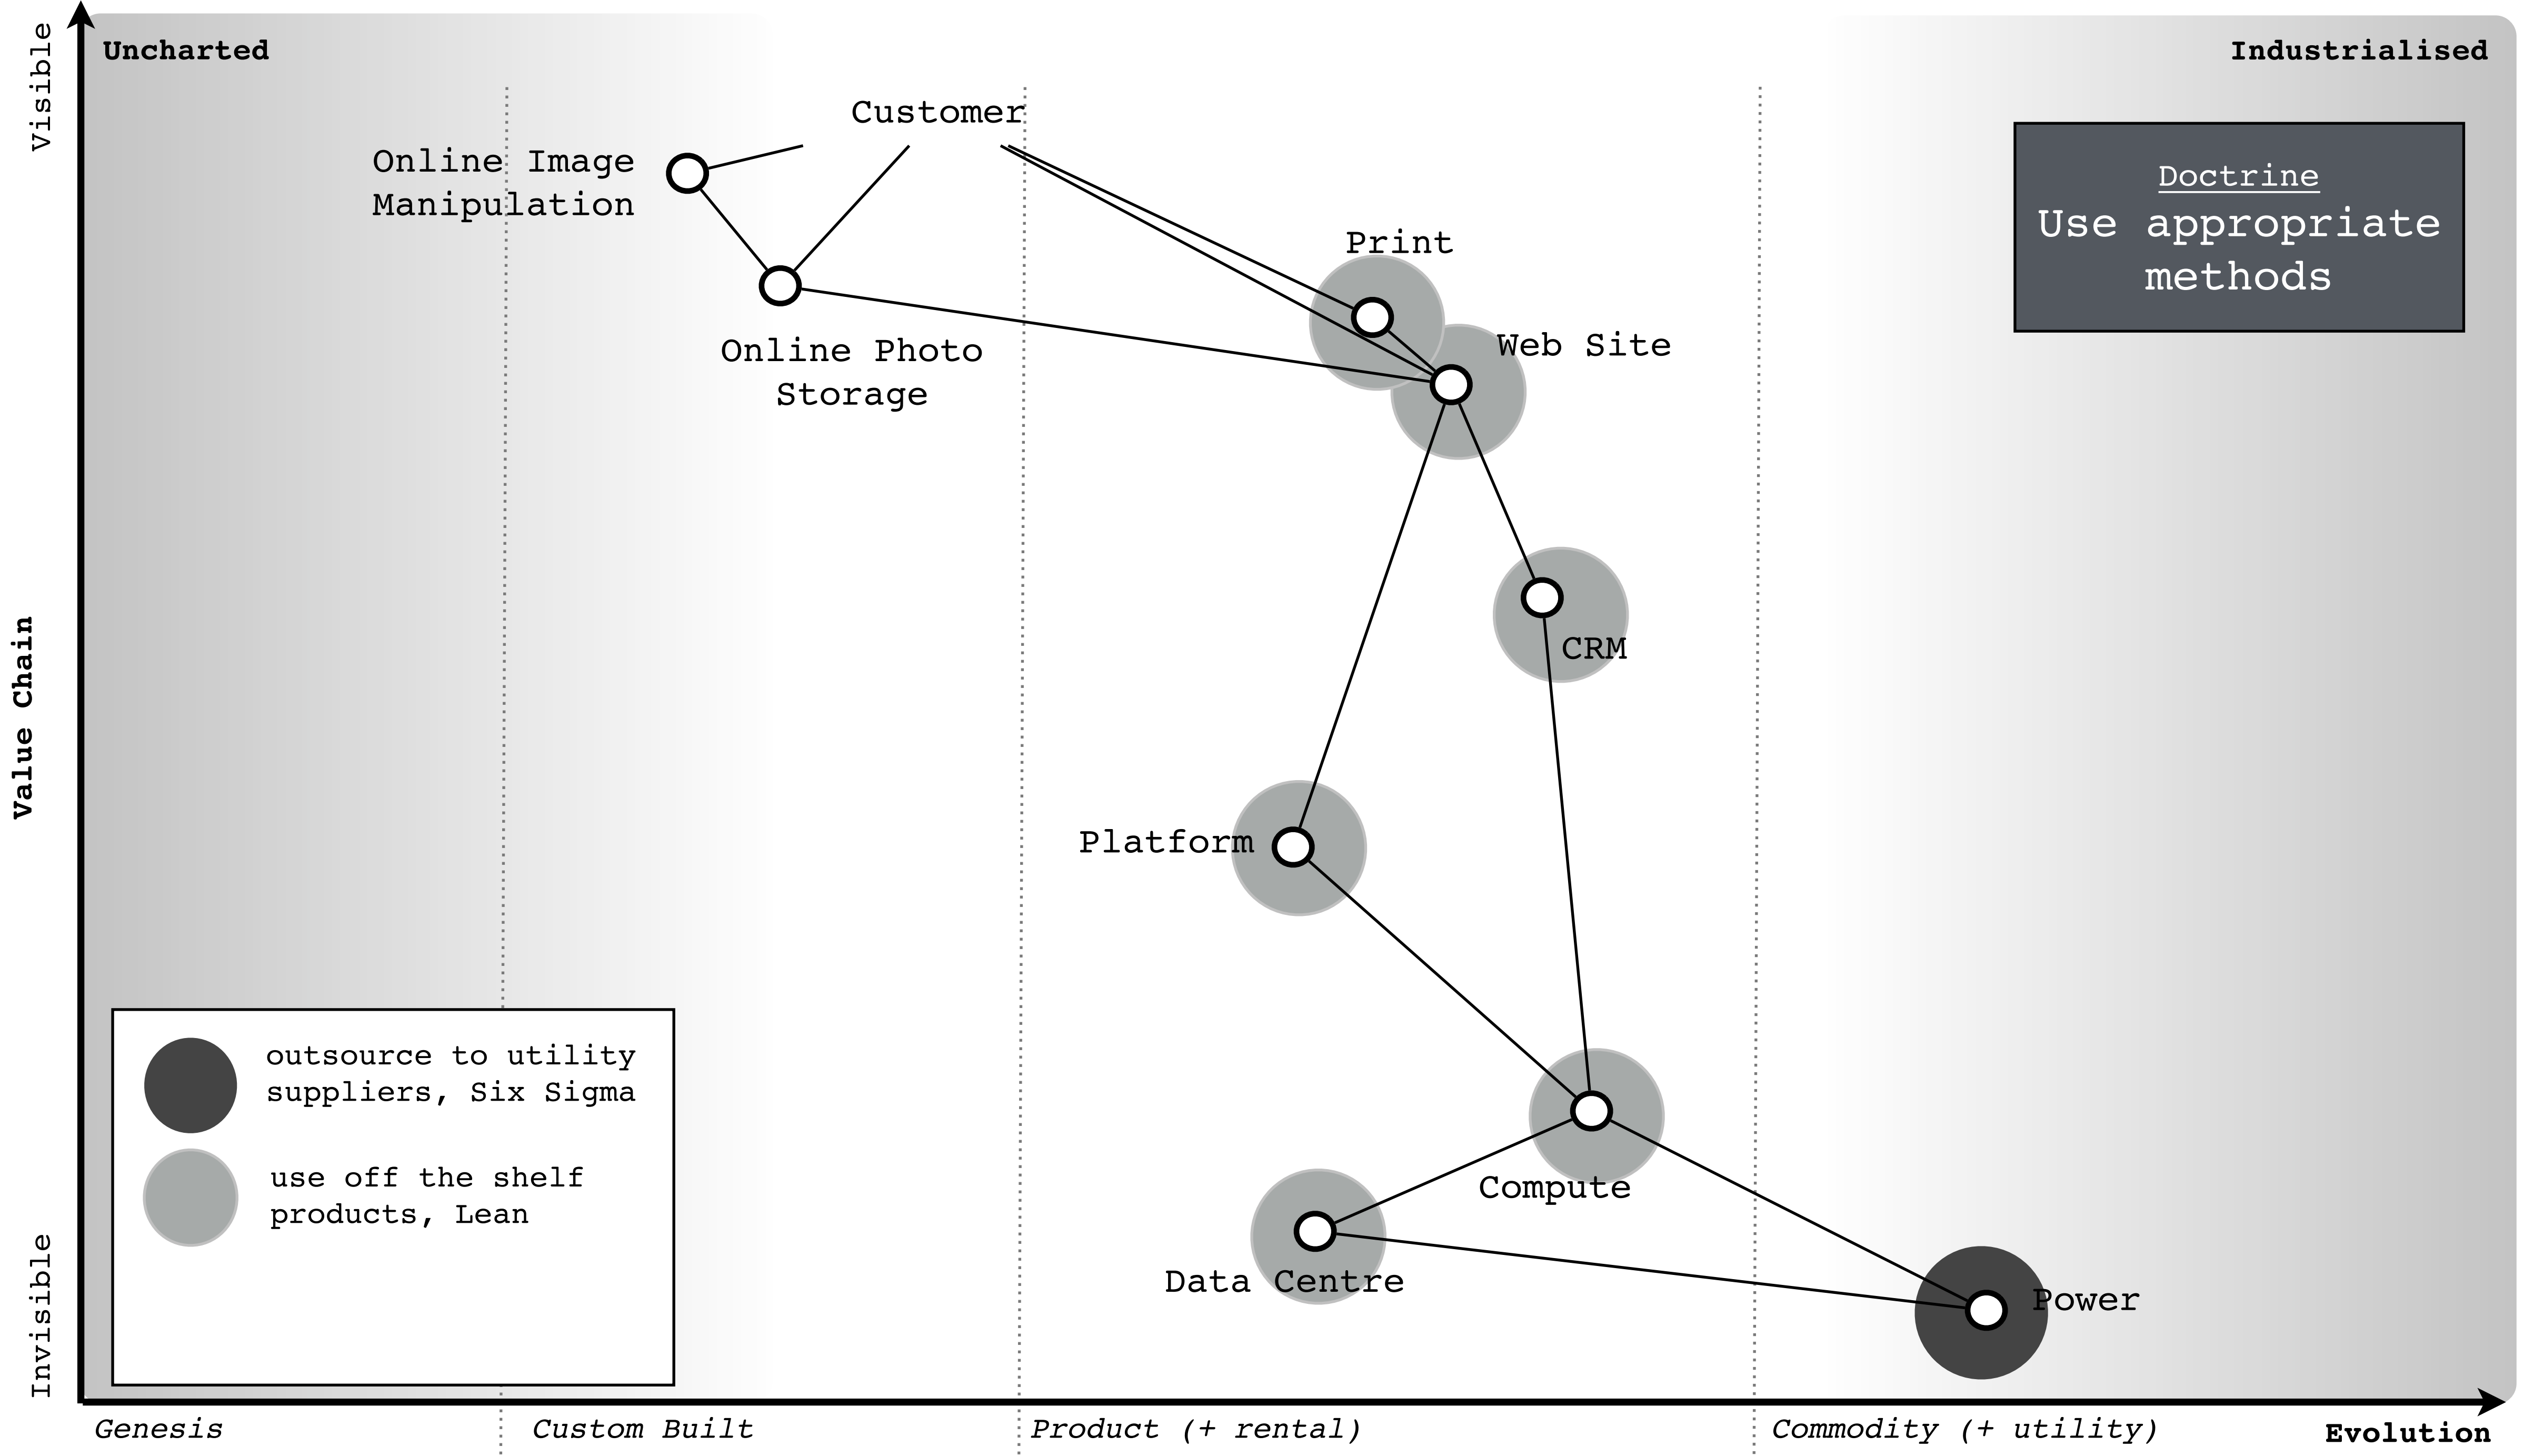 Visible
Uncharted
Industrialised
Customer
Online Image
Manipulation
Doctrine
Use appropriate
methods
Print
Web Site
Online Photo
Storage
Value Chain
CRM
Platform
outsource to utility
suppliers, Six Sigma
use off the shelf
products, Lean
Compute
Data Centre
Power
Invisible
Genesis
Custom Built
Product (+ rental)
Commodity (+ utility)
Evolution